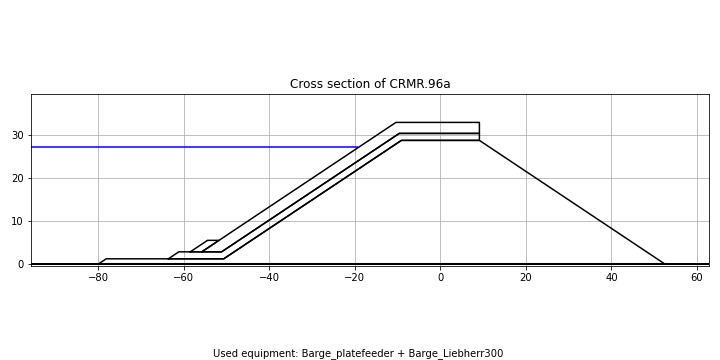 Cross section of CRMR.96a
30
20
10
0
−80 −60 −40 −20 0 20 40 60
Used equipment: Barge_platefeeder + Barge_Liebherr300